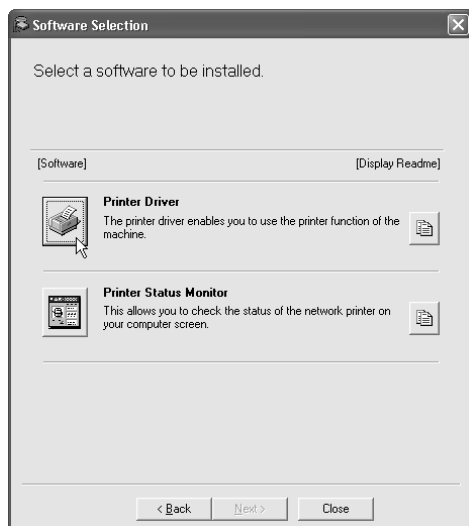 Software Selection
Select a software to be installed.
[Software] [Display Readme]
Printer Driver
The printer driver enables you to use the printer function of the
machine.
Printer Status Monitor
This allows you to check the status of the network printer on
your computer screen.
< Back Next > Close